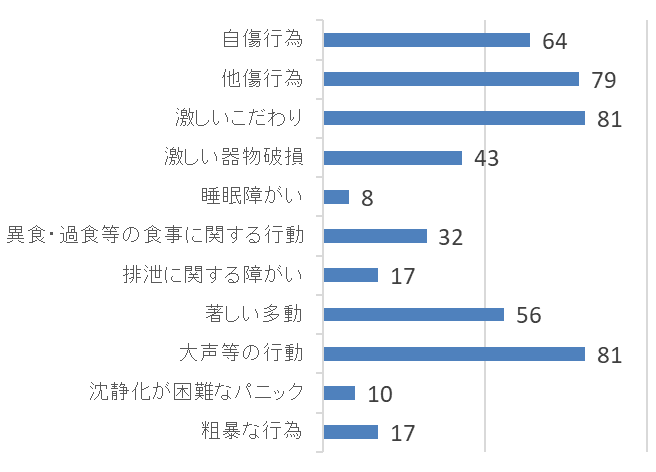 自傷行為 64
他傷行為 79
激しいこだわり 81
激しい器物破損 43
睡眠障がい 8
異食・過食等の食事に関する行動 32
排泄に関する障がい 17
著しい多動 56
大声等の行動 81
沈静化が困難なパニック 10
粗暴な行為 17